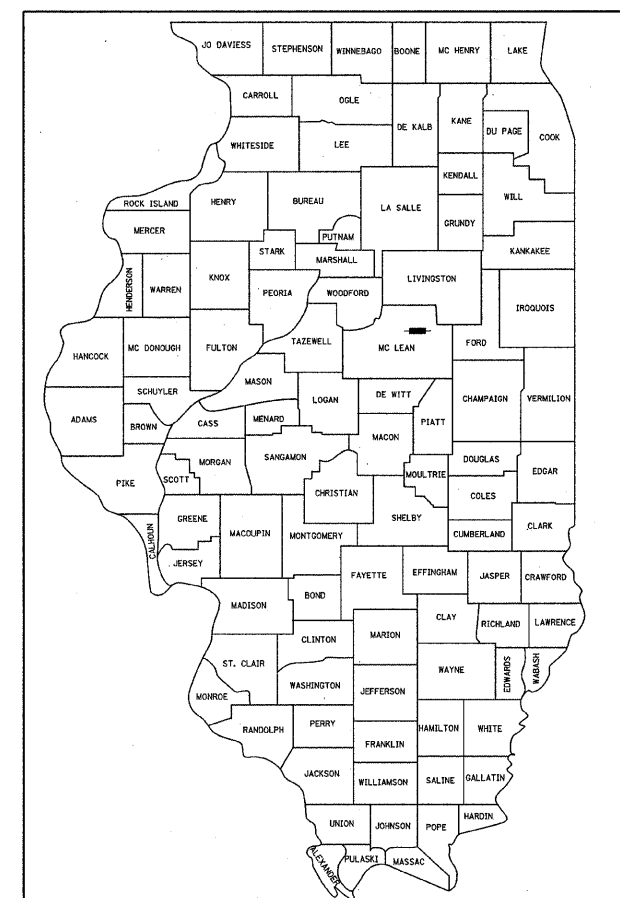 JO DAVIESS
STEPHENSON
WINNEBAGO
BOONE
MC HENRY
LAKE
CARROLL
OGLE
DE KALB
KANE
DU PAGE
COOK
WHITESIDE
LEE
KENDALL
WILL
ROCK ISLAND
HENRY
BUREAU
LA SALLE
GRUNDY
MERCER
PUTNAM
KANKAKEE
STARK
MARSHALL
HENDERSON
WARREN
KNOX
PEORIA
WOODFORD
LIVINGSTON
IROQUOIS
HANCOCK
MC DONOUGH
FULTON
TAZEWELL
MC LEAN
FORD
MASON
SCHUYLER
LOGAN
DE WITT
CHAMPAIGN
VERMILION
ADAMS
BROWN
CASS
MENARD
MACON
PIATT
MORGAN
SANGAMON
DOUGLAS
EDGAR
PIKE
SCOTT
CHRISTIAN
MOULTRIE
COLES
GREENE
MACOUPIN
MONTGOMERY
SHELBY
CUMBERLAND
CLARK
CALHOUN
JERSEY
FAYETTE
EFFINGHAM
JASPER
CRAWFORD
MADISON
BOND
CLAY
RICHLAND
LAWRENCE
CLINTON
MARION
ST. CLAIR
WAYNE
EDWARDS
WABASH
WASHINGTON
JEFFERSON
MONROE
RANDOLPH
PERRY
HAMILTON
WHITE
FRANKLIN
JACKSON
WILLIAMSON
SALINE
GALLATIN
UNION
JOHNSON
POPE
HARDIN
ALEXANDER
PULASKI
MASSAC